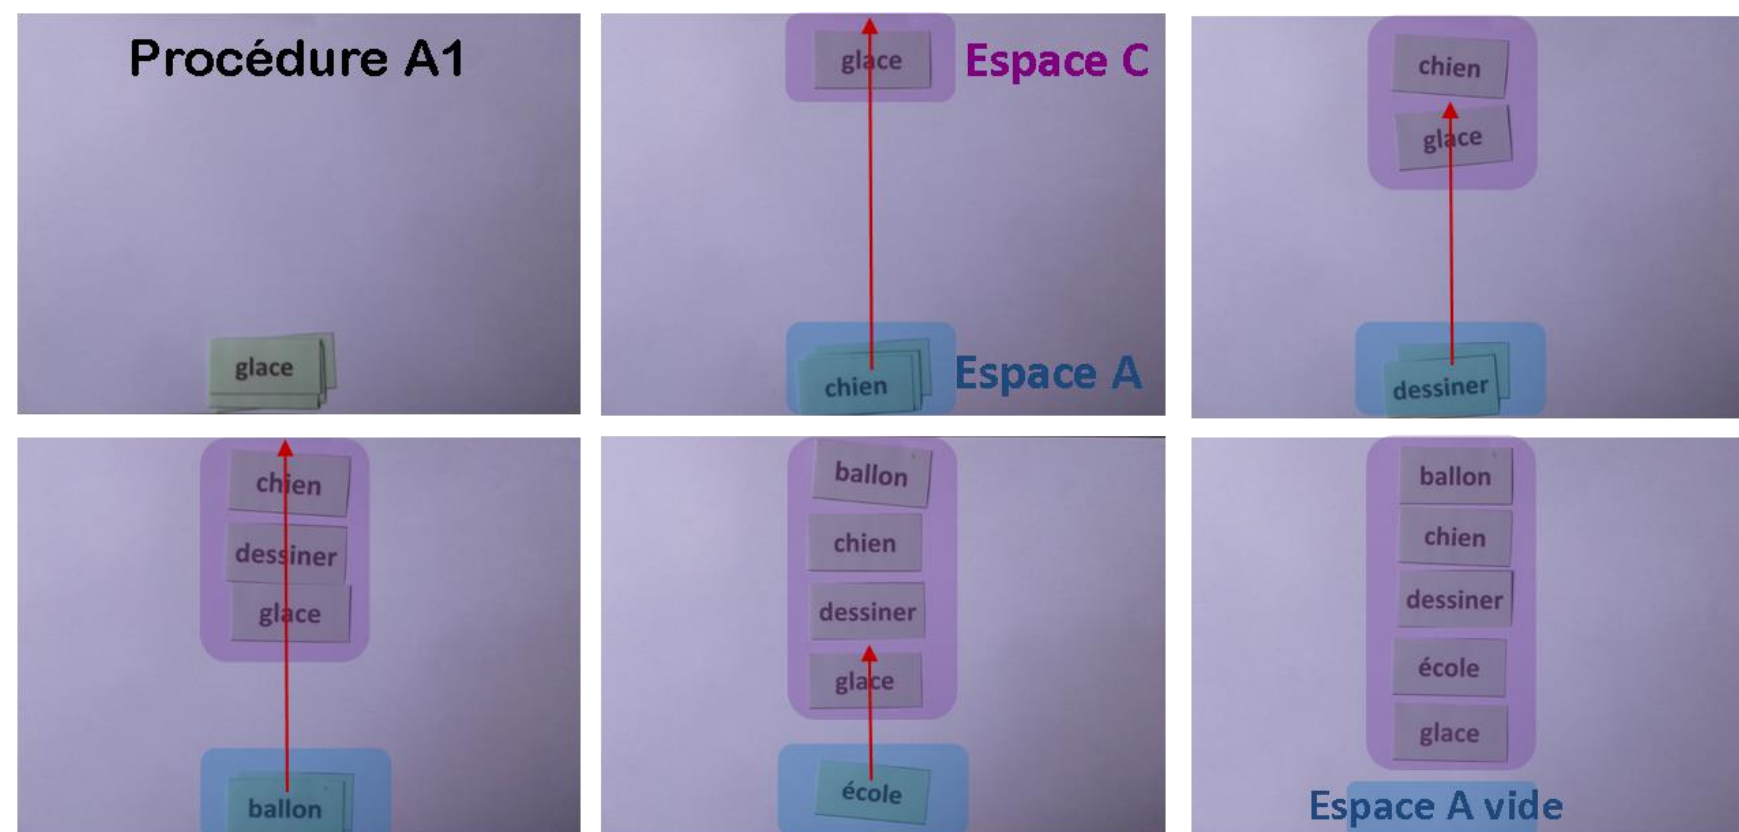 Procédure A1
glace
glace
Espace C
chien
Espace A
chien
glace
dessiner
chien
dessiner
glace
ballon
ballon
chien
dessiner
glace
école
ballon
chien
dessiner
école
glace
Espace A vide